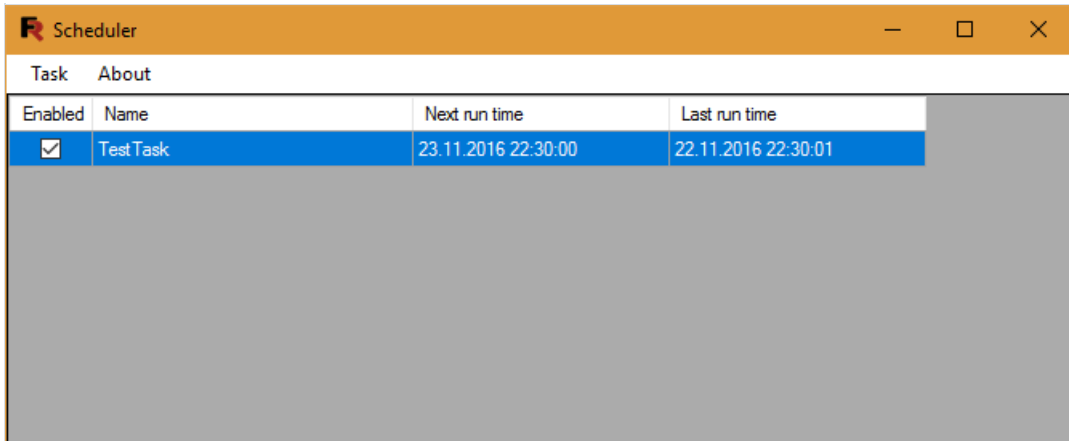 FR Scheduler
Task About
Enabled Name Next run time Last run time
TestTask 23.11.2016 22:30:00 22.11.2016 22:30:01